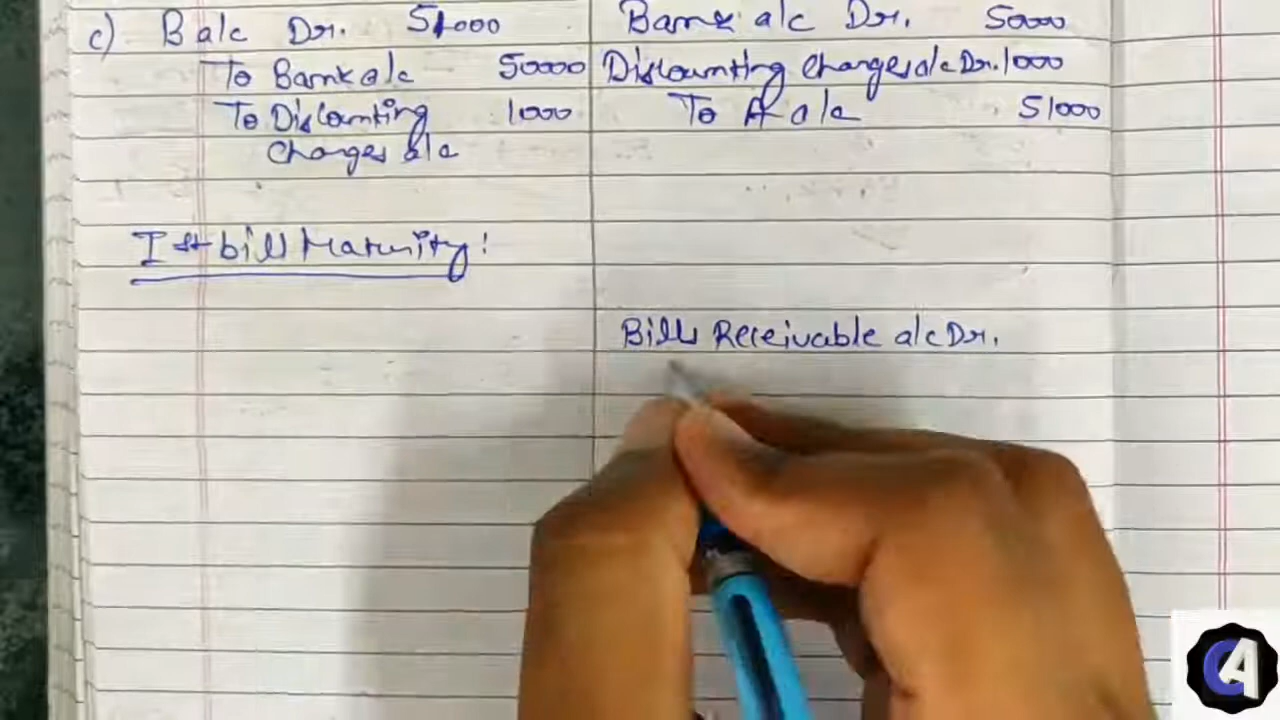 c) B a/c Dr. 51000
To Bank a/c 50000
To Discounting 1000
Charges a/c
Bank a/c Dr. 50000
Discounting Charges a/c Dr. 1000
To A a/c 51000
Ist bill Maturity:
Bills Receivable a/c Dr.
CA